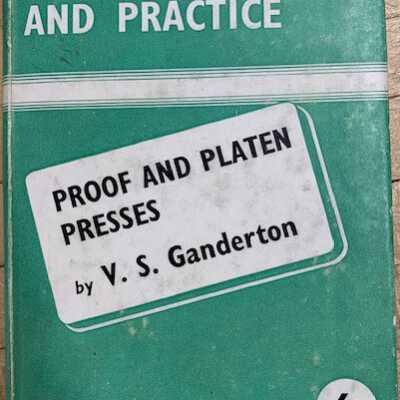 AND PRACTICE
PROOF AND PLATEN
PRESSES
by V. S. Ganderton